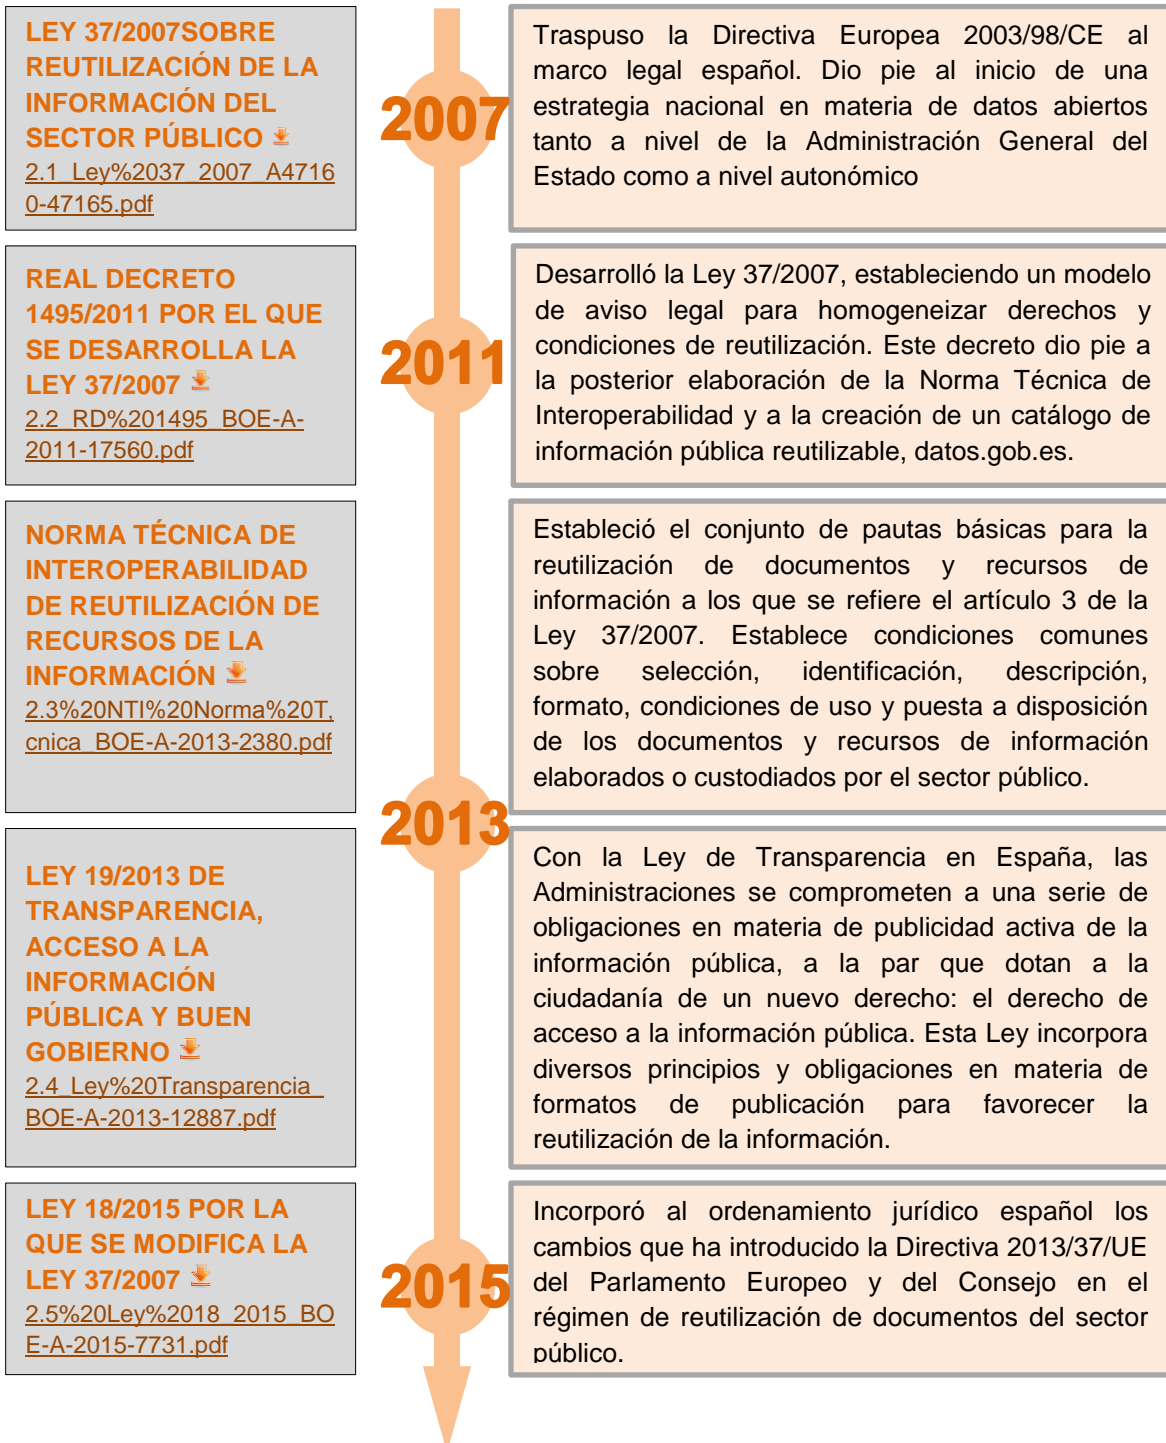 LEY 37/2007SOBRE
REUTILIZACIÓN DE LA
INFORMACIÓN DEL
SECTOR PÚBLICO
2.1_Ley%2037_2007_A4716
0-47165.pdf
2007
Traspuso la Directiva Europea 2003/98/CE al
marco legal español. Dio pie al inicio de una
estrategia nacional en materia de datos abiertos
tanto a nivel de la Administración General del
Estado como a nivel autonómico
REAL DECRETO
1495/2011 POR EL QUE
SE DESARROLLA LA
LEY 37/2007
2.2_RD%201495_BOE-A-
2011-17560.pdf
2011
Desarrolló la Ley 37/2007, estableciendo un modelo
de aviso legal para homogeneizar derechos y
condiciones de reutilización. Este decreto dio pie a
la posterior elaboración de la Norma Técnica de
Interoperabilidad y a la creación de un catálogo de
información pública reutilizable, datos.gob.es.
NORMA TÉCNICA DE
INTEROPERABILIDAD
DE REUTILIZACIÓN DE
RECURSOS DE LA
INFORMACIÓN
2.3%20NTI%20Norma%20T,
cnica_BOE-A-2013-2380.pdf
Estableció el conjunto de pautas básicas para la
reutilización de documentos y recursos de
información a los que se refiere el artículo 3 de la
Ley 37/2007. Establece condiciones comunes
sobre selección, identificación, descripción,
formato, condiciones de uso y puesta a disposición
de los documentos y recursos de información
elaborados o custodiados por el sector público.
2013
LEY 19/2013 DE
TRANSPARENCIA,
ACCESO A LA
INFORMACIÓN
PÚBLICA Y BUEN
GOBIERNO
2.4_Ley%20Transparencia_
BOE-A-2013-12887.pdf
Con la Ley de Transparencia en España, las
Administraciones se comprometen a una serie de
obligaciones en materia de publicidad activa de la
información pública, a la par que dotan a la
ciudadanía de un nuevo derecho: el derecho de
acceso a la información pública. Esta Ley incorpora
diversos principios y obligaciones en materia de
formatos de publicación para favorecer la
reutilización de la información.
LEY 18/2015 POR LA
QUE SE MODIFICA LA
LEY 37/2007
2.5%20Ley%2018_2015_BO
E-A-2015-7731.pdf
2015
Incorporó al ordenamiento jurídico español los
cambios que ha introducido la Directiva 2013/37/UE
del Parlamento Europeo y del Consejo en el
régimen de reutilización de documentos del sector
público.